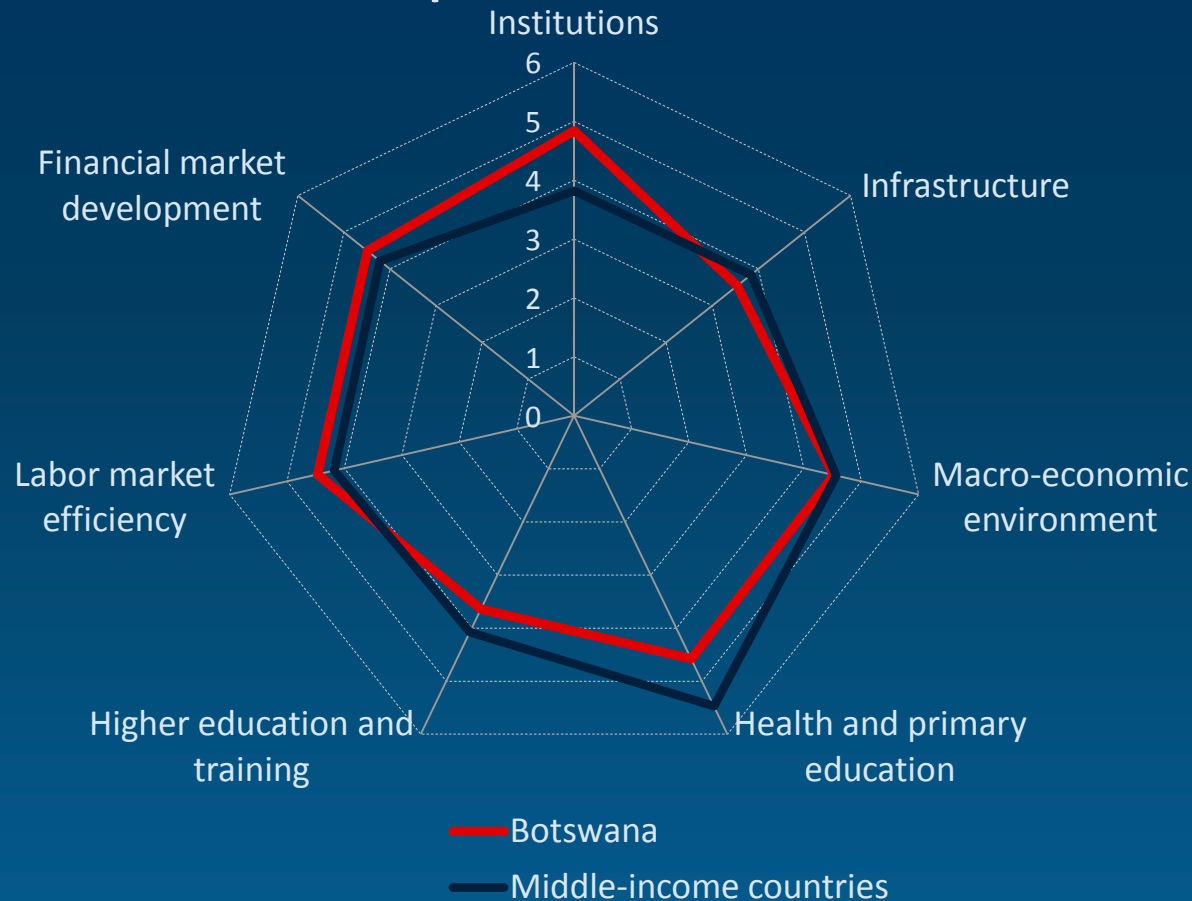 Institutions
6
5
4
3
2
1
0
Infrastructure
Macro-economic
environment
Health and primary
education
Higher education and
training
Labor market
efficiency
Financial market
development
Botswana
Middle-income countries